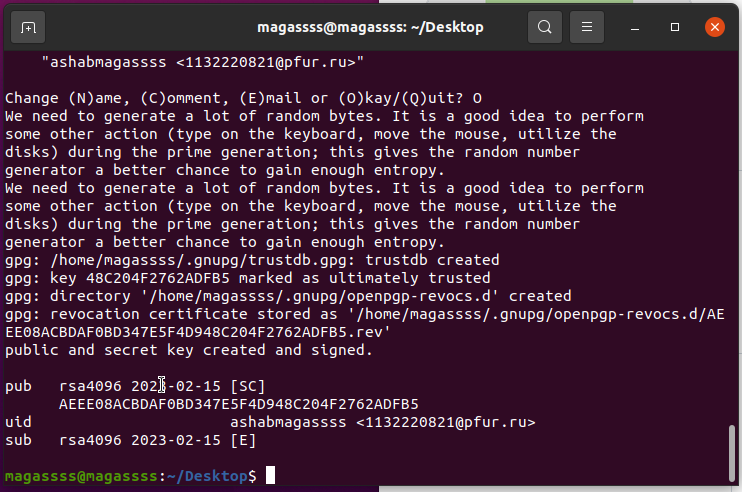 magassss@magassss: ~/Desktop
"ashabmagassss <1132220821@pfur.ru>"
Change (N)ame, (C)omment, (E)mail or (O)kay/(Q)uit? O
We need to generate a lot of random bytes. It is a good idea to perform
some other action (type on the keyboard, move the mouse, utilize the
disks) during the prime generation; this gives the random number
generator a better chance to gain enough entropy.
We need to generate a lot of random bytes. It is a good idea to perform
some other action (type on the keyboard, move the mouse, utilize the
disks) during the prime generation; this gives the random number
generator a better chance to gain enough entropy.
gpg: /home/magassss/.gnupg/trustdb.gpg: trustdb created
gpg: key 48C204F2762ADFB5 marked as ultimately trusted
gpg: directory '/home/magassss/.gnupg/openpgp-revocs.d' created
gpg: revocation certificate stored as '/home/magassss/.gnupg/openpgp-revocs.d/AE
EE08ACBDAF0BD347E5F4D948C204F2762ADFB5.rev'
public and secret key created and signed.
pub   rsa4096 2023-02-15 [SC]
AEEE08ACBDAF0BD347E5F4D948C204F2762ADFB5
uid                      ashabmagassss <1132220821@pfur.ru>
sub   rsa4096 2023-02-15 [E]
magassss@magassss:~/Desktop$